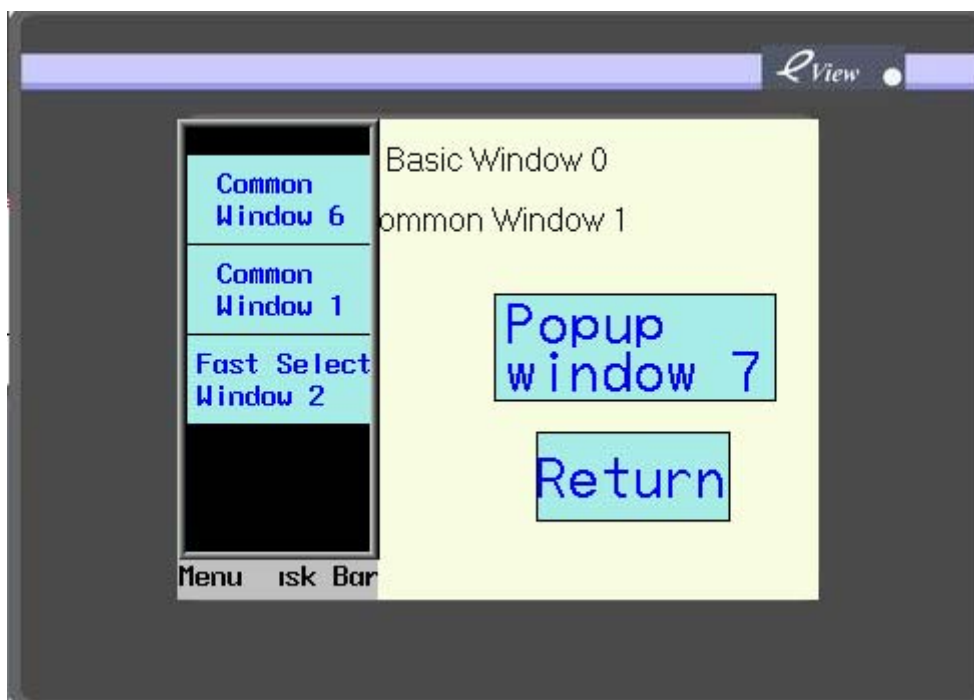 eView
Basic Window 0
ommon Window 1
Common
Window 6
Common
Window 1
Fast Select
Window 2
Popup
window 7
Return
Menu ısk Bar